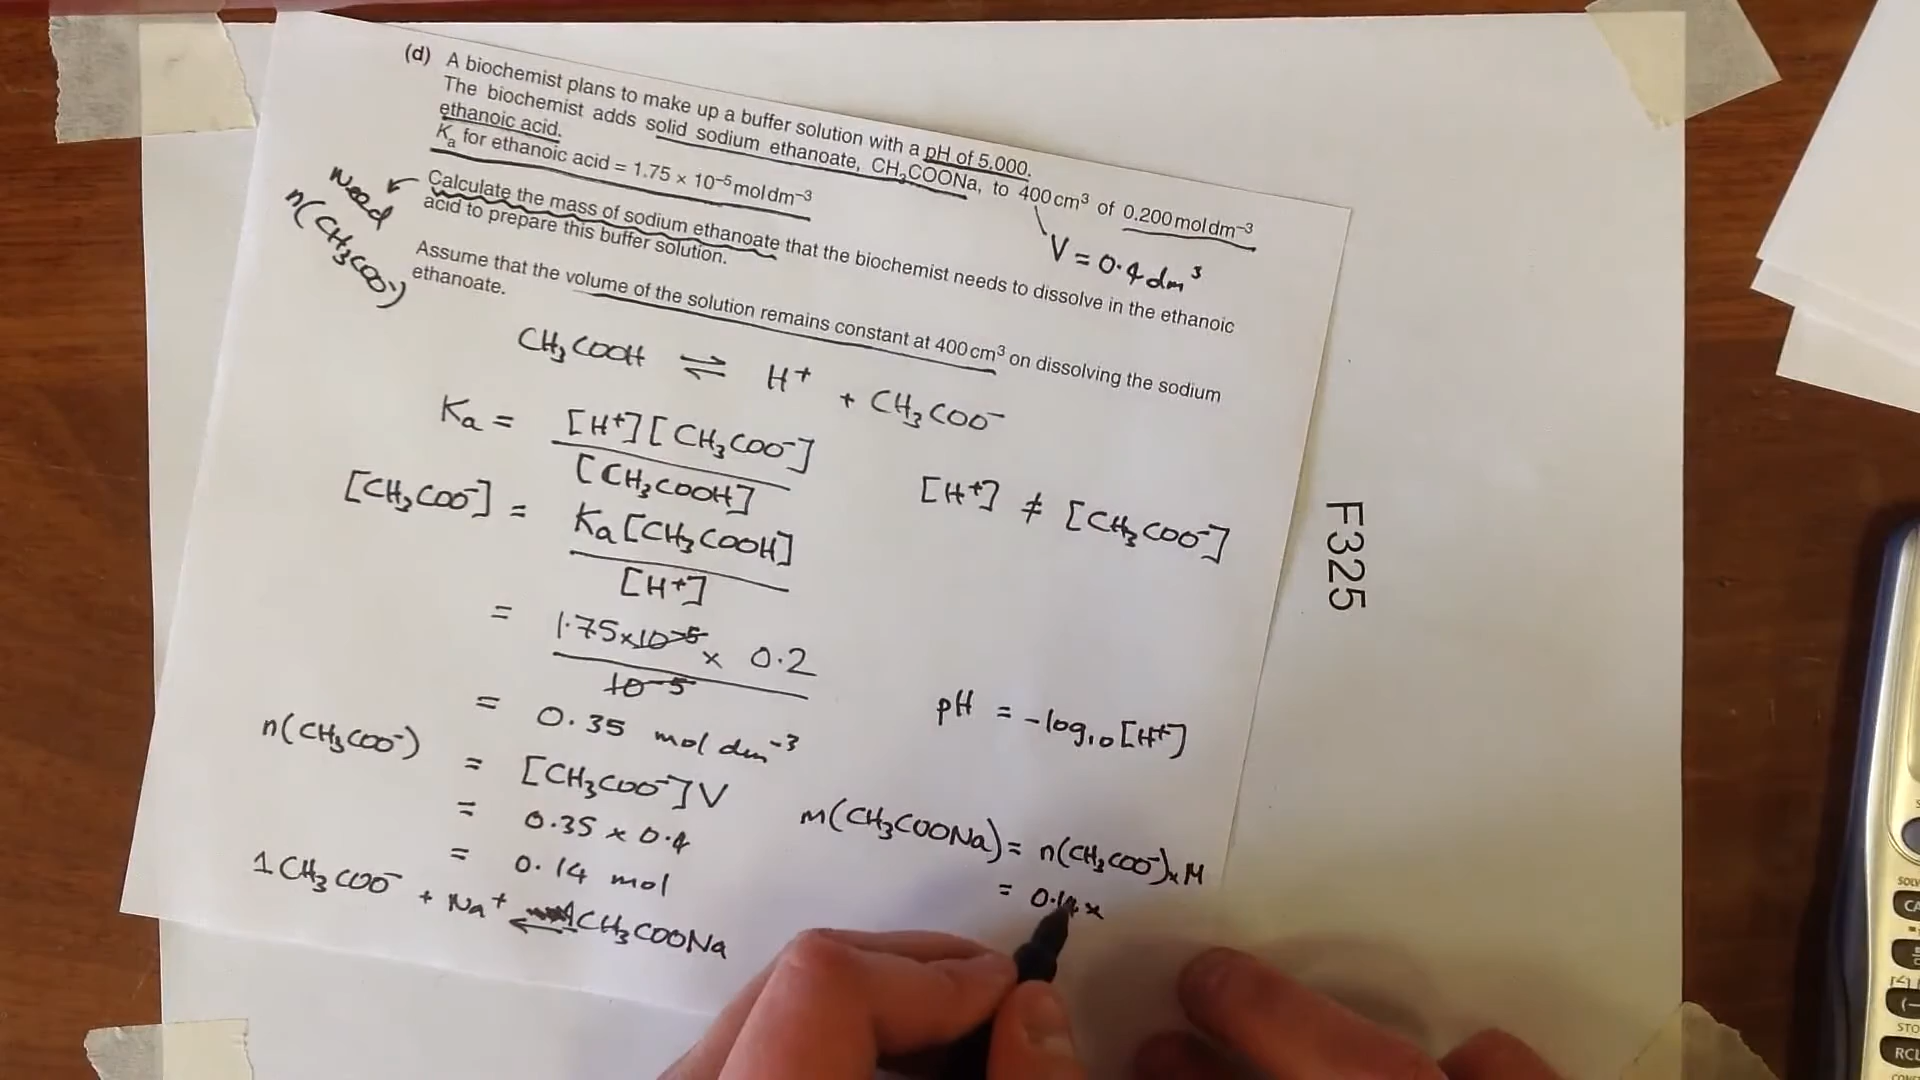 (d) A biochemist plans to make up a buffer solution with a pH of 5.000.
The biochemist adds solid sodium ethanoate, CH₃COONa, to 400 cm³ of 0.200 mol dm⁻³
ethanoic acid.
Kₐ for ethanoic acid = 1.75 × 10⁻⁵ mol dm⁻³
V = 0.4 dm³
Need
n(CH₃COO⁻)
Calculate the mass of sodium ethanoate that the biochemist needs to dissolve in the ethanoic
acid to prepare this buffer solution.
Assume that the volume of the solution remains constant at 400 cm³ on dissolving the sodium
ethanoate.
CH₃COOH ⇌ H⁺ + CH₃COO⁻
Ka = [H⁺][CH₃COO⁻]
[CH₃COOH]
[H⁺] ≠ [CH₃COO⁻]
[CH₃COO⁻] = Ka[CH₃COOH]
[H⁺]
= 1.75×10⁻⁵ × 0.2
10⁻⁵
= 0.35 mol dm⁻³
pH = -log₁₀[H⁺]
n(CH₃COO⁻) = [CH₃COO⁻]V
= 0.35 × 0.4
= 0.14 mol
1CH₃COO⁻ + Na⁺ ← 1CH₃COONa
m(CH₃COONa) = n(CH₃COO⁻)×M
= 0.14 ×
F325
CA
STO
RCL